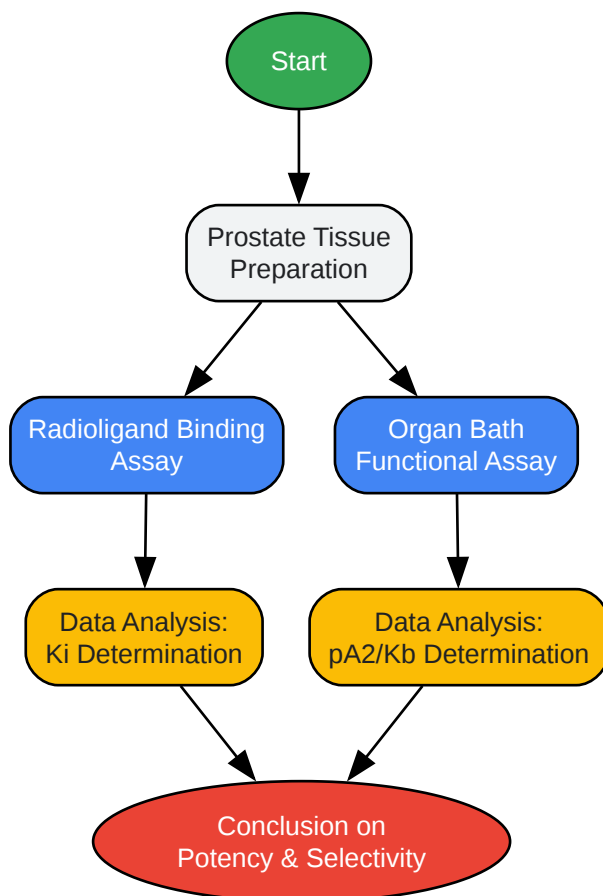 Start
Prostate Tissue
Preparation
Radioligand Binding
Assay
Organ Bath
Functional Assay
Data Analysis:
Ki Determination
Data Analysis:
pA2/Kb Determination
Conclusion on
Potency & Selectivity